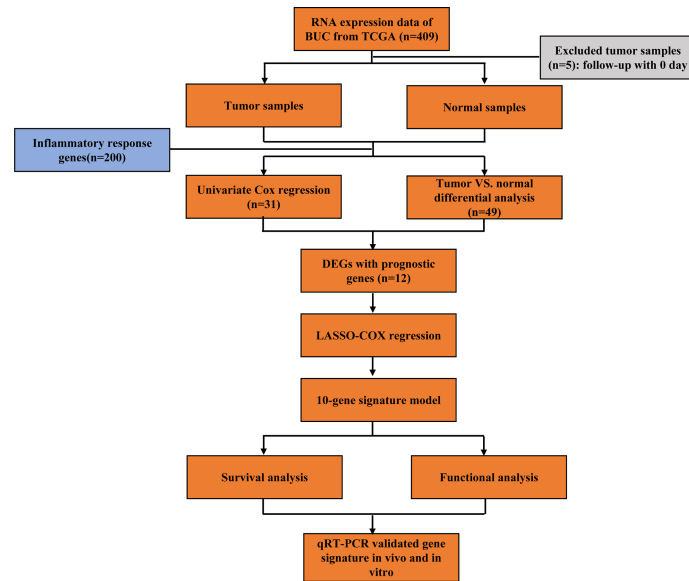 RNA expression data of
BUC from TCGA (n=409)
Excluded tumor samples
(n=5): follow-up with 0 day
Tumor samples
Normal samples
Inflammatory response
genes(n=200)
Univariate Cox regression
(n=31)
Tumor VS. normal
differential analysis
(n=49)
DEGs with prognostic
genes (n=12)
LASSO-COX regression
10-gene signature model
Survival analysis
Functional analysis
qRT-PCR validated gene
signature in vivo and in
vitro